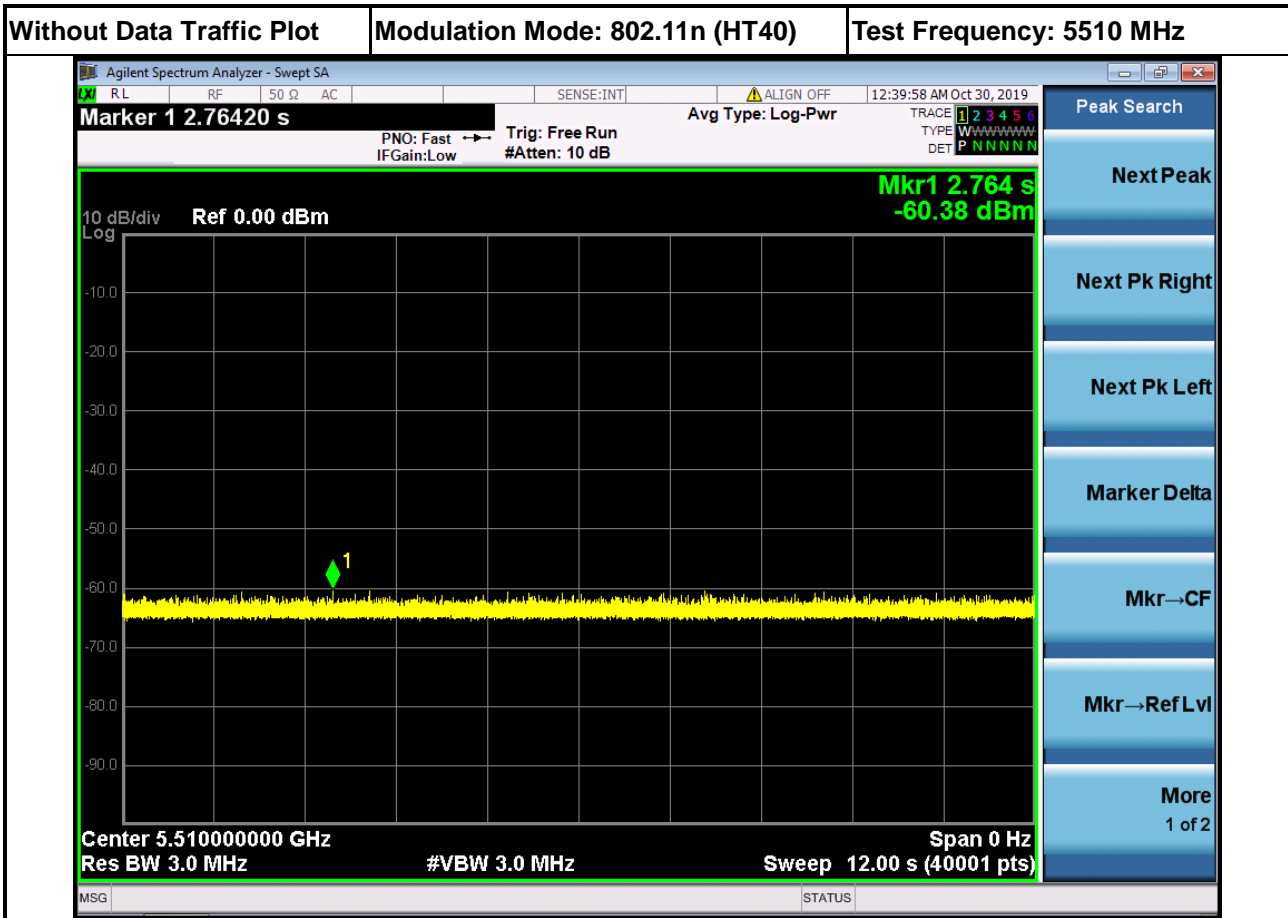 Without Data Traffic Plot Modulation Mode: 802.11n (HT40) Test Frequency: 5510 MHz
Agilent Spectrum Analyzer - Swept SA
LXI RL RF 50 Ω AC SENSE:INT ALIGN OFF 12:39:58 AM Oct 30, 2019
Marker 1 2.76420 s
PNO: Fast
IFGain:Low
Trig: Free Run
#Atten: 10 dB
Avg Type: Log-Pwr
TRACE 1 2 3 4 5 6
TYPE WWWWWW
DET P N N N N N
Mkr1 2.764 s
-60.38 dBm
10 dB/div Ref 0.00 dBm
Log
-10.0
-20.0
-30.0
-40.0
-50.0
-60.0
-70.0
-80.0
-90.0
1
Center 5.510000000 GHz Span 0 Hz
Res BW 3.0 MHz #VBW 3.0 MHz Sweep 12.00 s (40001 pts)
MSG STATUS
Peak Search
Next Peak
Next Pk Right
Next Pk Left
Marker Delta
Mkr→CF
Mkr→Ref Lvl
More
1 of 2